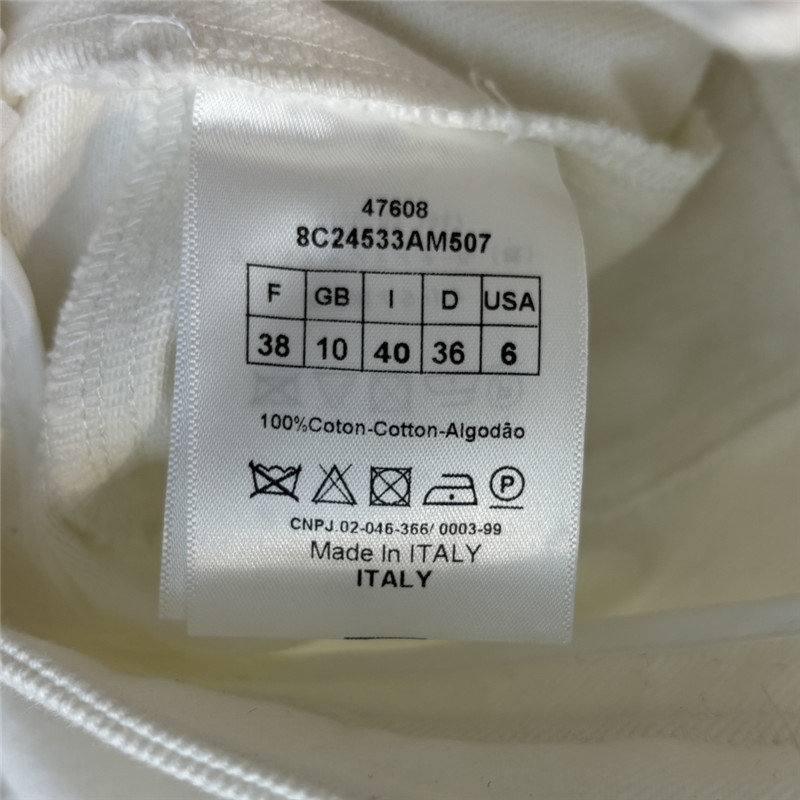 47608
8C24533AM507
F GB I D USA
38 10 40 36 6
100%Coton-Cotton-Algodão
P
CNPJ.02-046-366/ 0003-99
Made In ITALY
ITALY